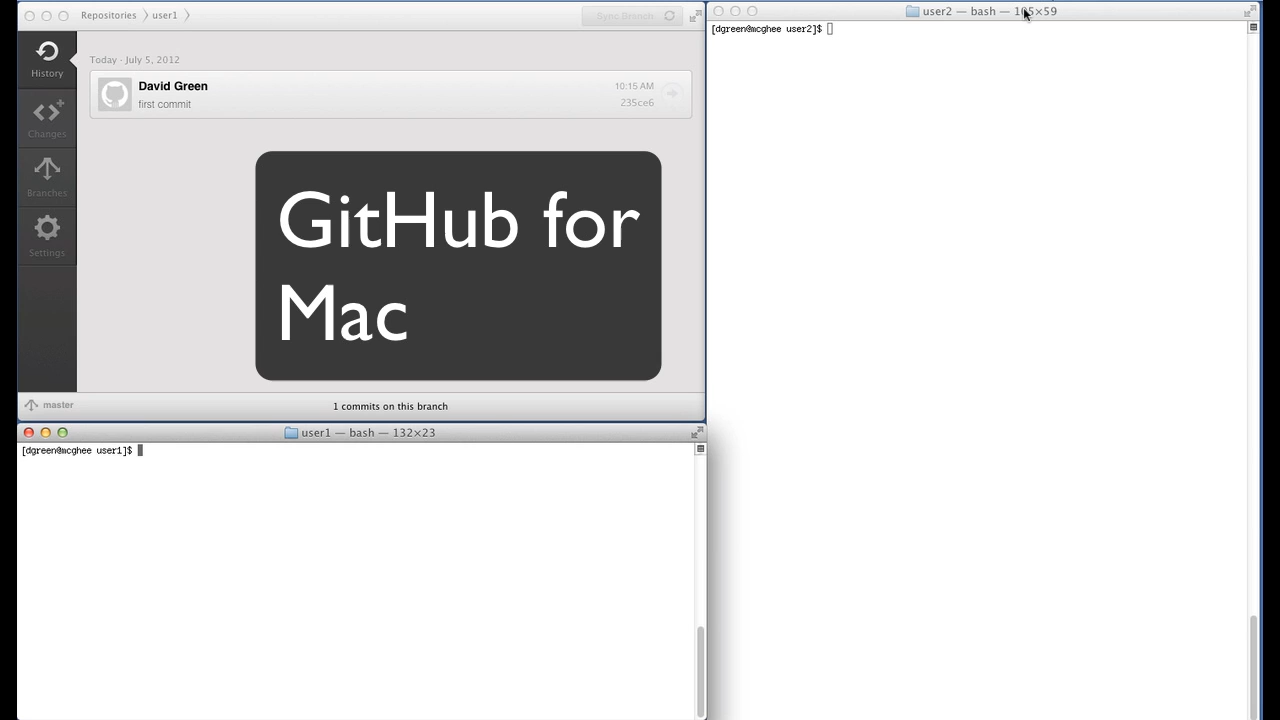 Repositories
user1
Sync Branch
History
Changes
Branches
Settings
Today · July 5, 2012
David Green
10:15 AM
first commit
235ce6
GitHub for
Mac
master
1 commits on this branch
user1 — bash — 132×23
[dgreen@mcghee user1]$
user2 — bash — 105×59
[dgreen@mcghee user2]$